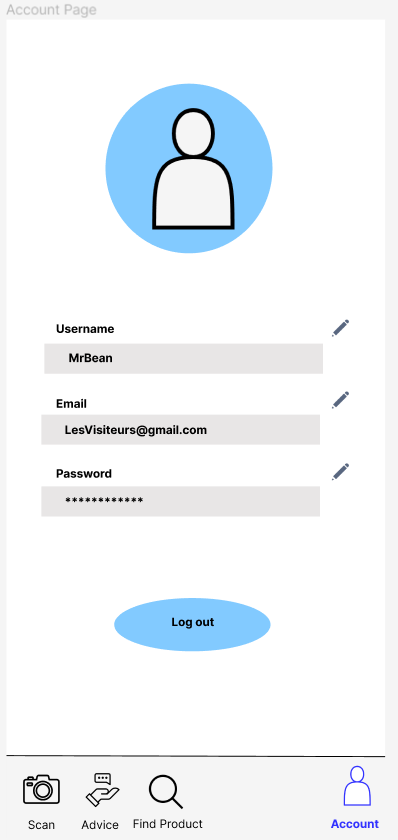 Account Page
Username
MrBean
Email
LesVisiteurs@gmail.com
Password
************
Log out
Scan
Advice
Find Product
Account